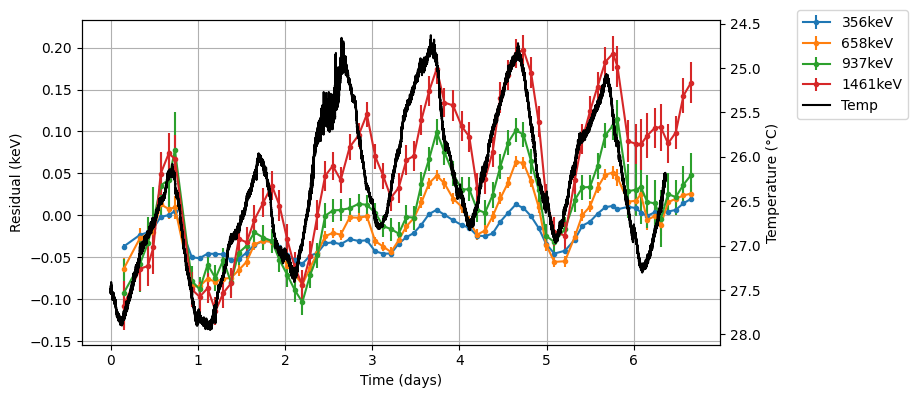 356keV
658keV
937keV
1461keV
Temp
0.20
0.15
0.10
0.05
0.00
−0.05
−0.10
−0.15
Residual (keV)
24.5
25.0
25.5
26.0
26.5
27.0
27.5
28.0
Temperature (°C)
0 1 2 3 4 5 6
Time (days)